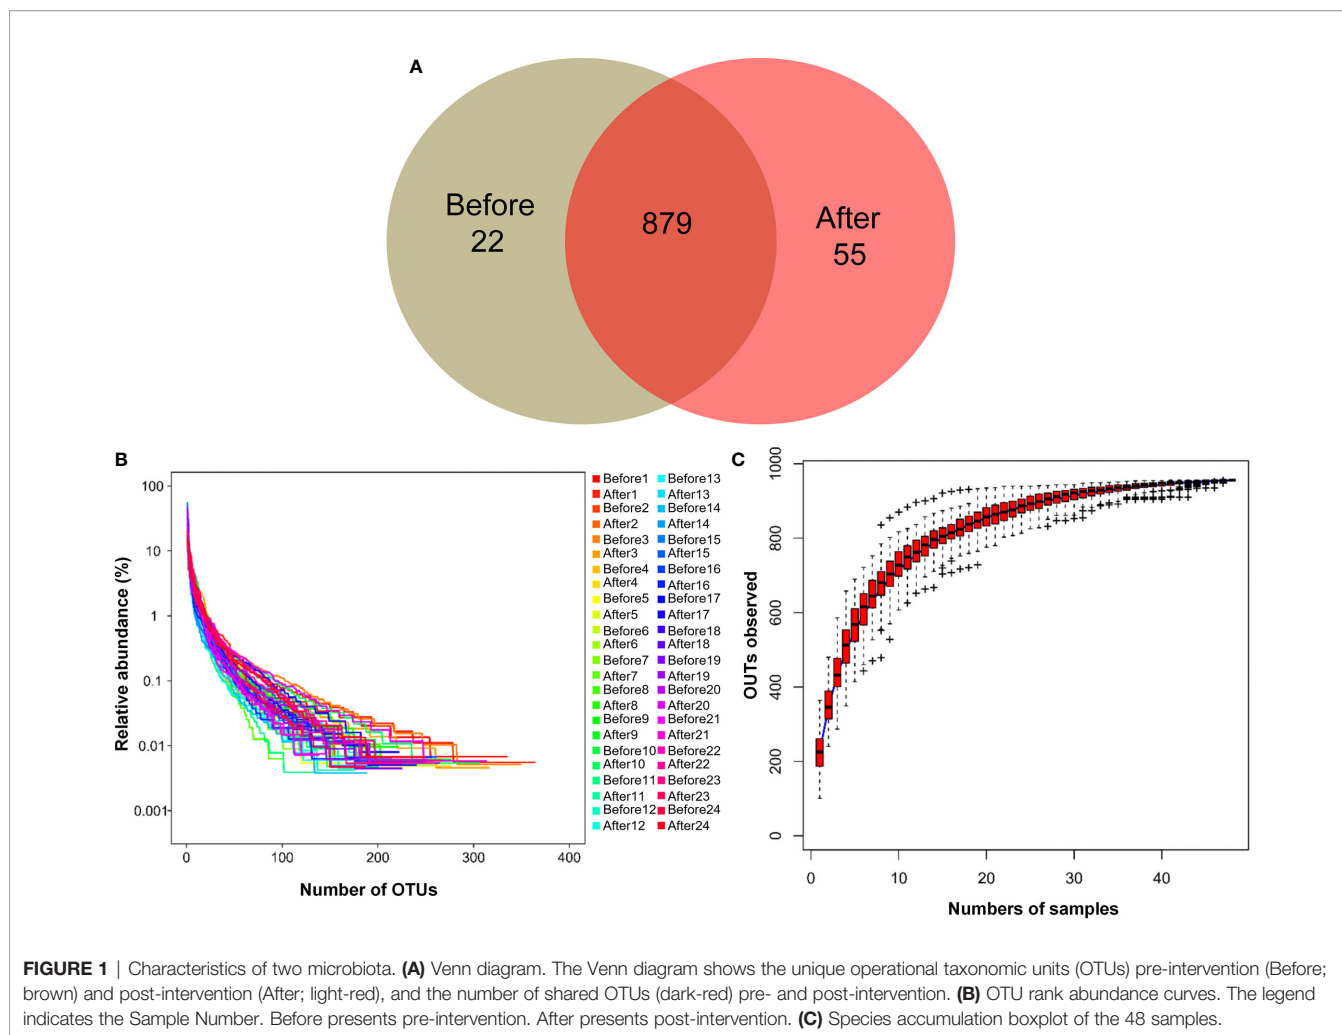 A
Before
22
879
After
55
B
100
10
1
0.1
0.01
0.001
0
100
200
300
400
Relative abundance (%)
Number of OTUs
Before1
After1
Before2
After2
Before3
After3
Before4
After4
Before5
After5
Before6
After6
Before7
After7
Before8
After8
Before9
After9
Before10
After10
Before11
After11
Before12
After12
Before13
After13
Before14
After14
Before15
After15
Before16
After16
Before17
After17
Before18
After18
Before19
After19
Before20
After20
Before21
After21
Before22
After22
Before23
After23
Before24
After24
C
1000
800
600
400
200
0
0
10
20
30
40
OUTs observed
Numbers of samples
FIGURE 1 | Characteristics of two microbiota. (A) Venn diagram. The Venn diagram shows the unique operational taxonomic units (OTUs) pre-intervention (Before;
brown) and post-intervention (After; light-red), and the number of shared OTUs (dark-red) pre- and post-intervention. (B) OTU rank abundance curves. The legend
indicates the Sample Number. Before presents pre-intervention. After presents post-intervention. (C) Species accumulation boxplot of the 48 samples.